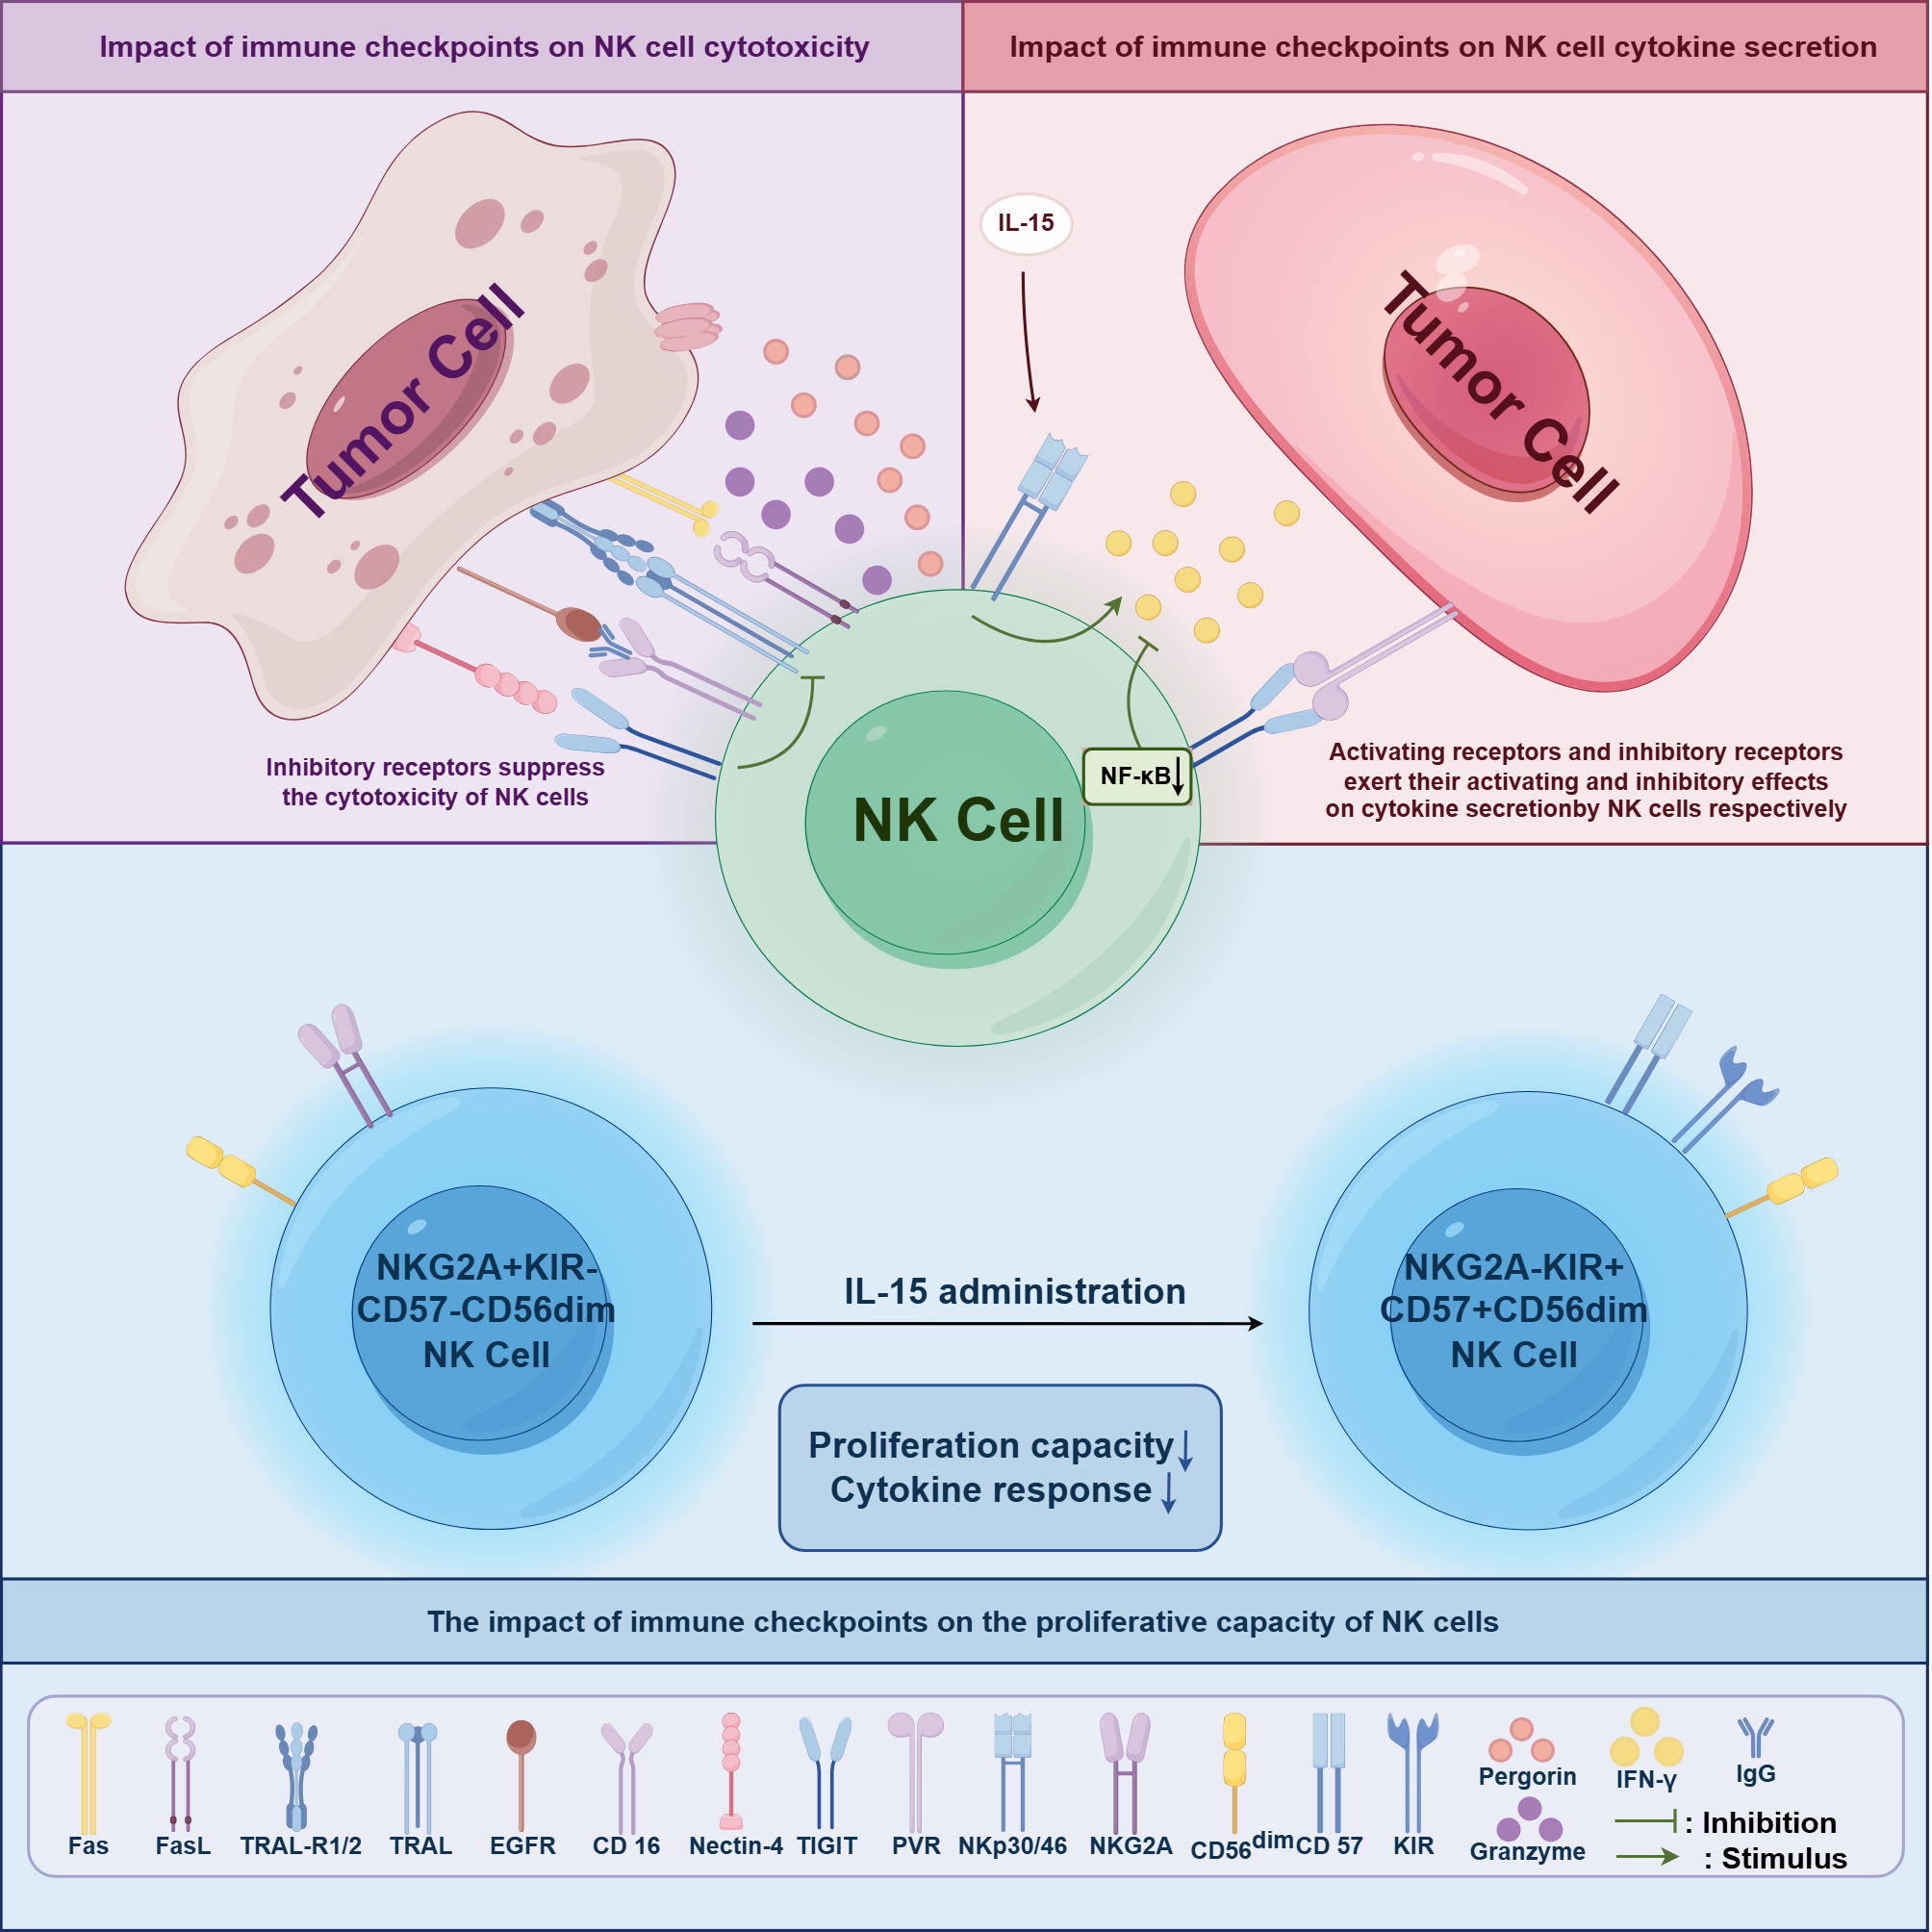 Impact of immune checkpoints on NK cell cytotoxicity
Impact of immune checkpoints on NK cell cytokine secretion
Tumor Cell
IL-15
Tumor Cell
Inhibitory receptors suppress
the cytotoxicity of NK cells
NF-κB↓
NK Cell
Activating receptors and inhibitory receptors
exert their activating and inhibitory effects
on cytokine secretionby NK cells respectively
NKG2A+KIR-
CD57-CD56dim
NK Cell
IL-15 administration
Proliferation capacity↓
Cytokine response↓
NKG2A-KIR+
CD57+CD56dim
NK Cell
The impact of immune checkpoints on the proliferative capacity of NK cells
Fas
FasL
TRAL-R1/2
TRAL
EGFR
CD 16
Nectin-4
TIGIT
PVR
NKp30/46
NKG2A
CD56dim
CD 57
KIR
Pergorin
IFN-γ
IgG
Granzyme
: Inhibition
: Stimulus